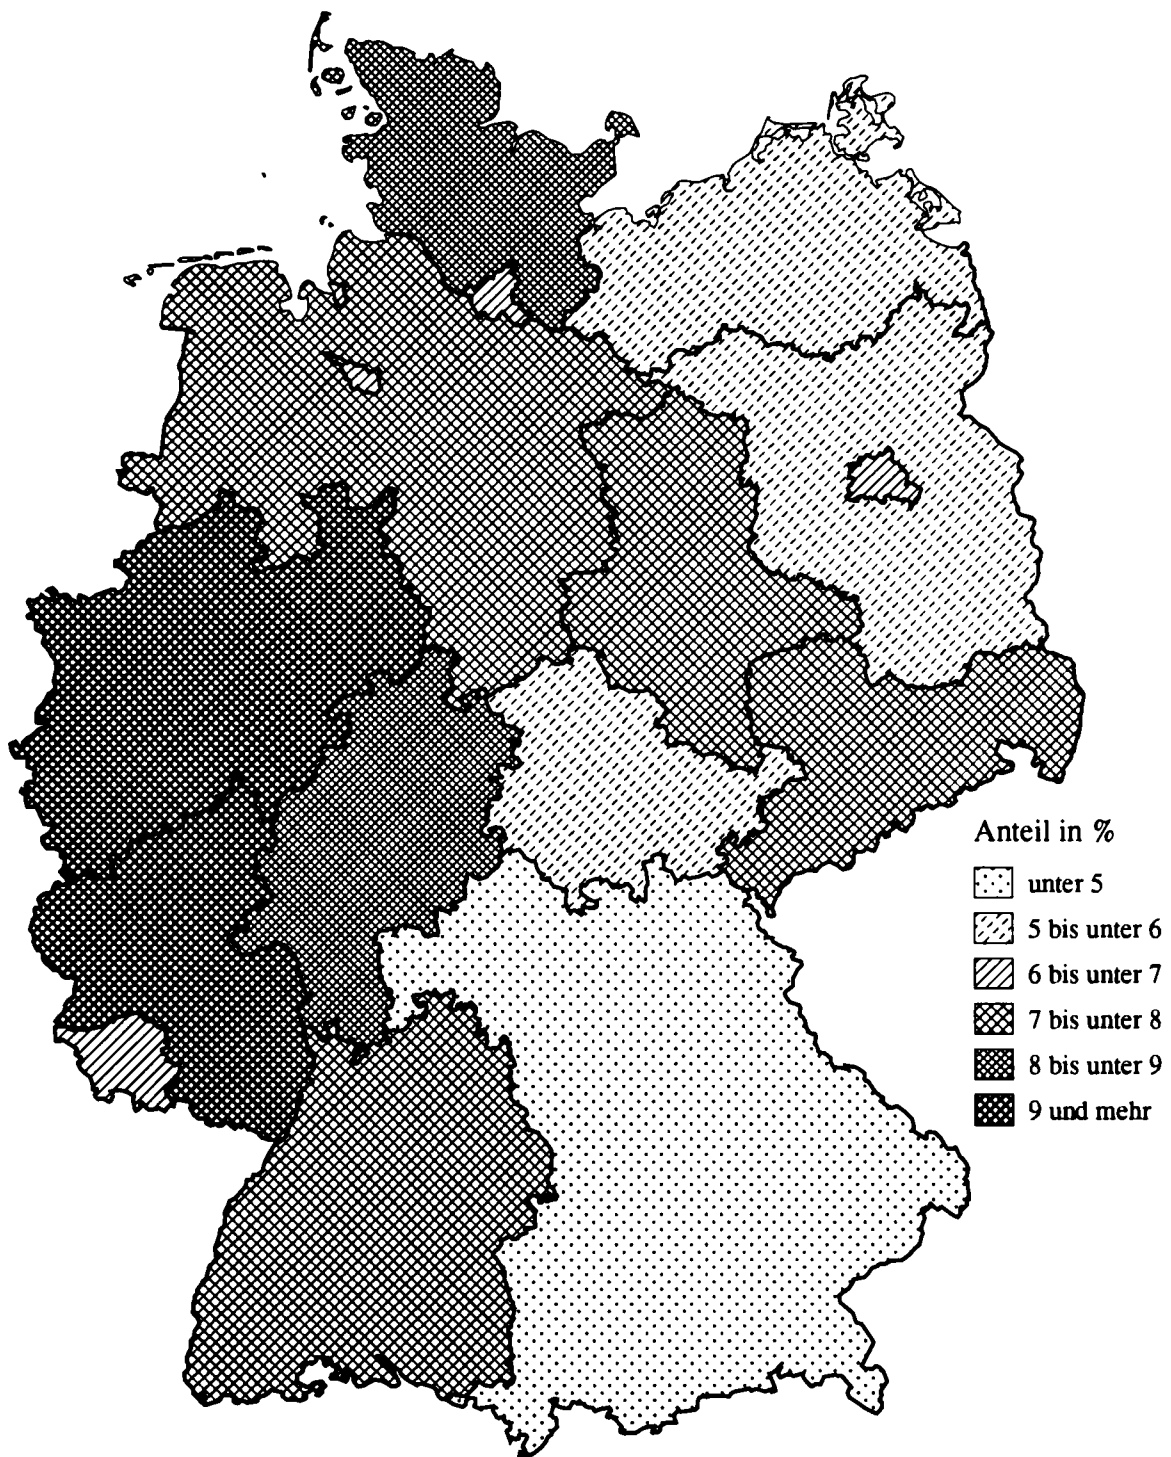 Anteil in %
unter 5
5 bis unter 6
6 bis unter 7
7 bis unter 8
8 bis unter 9
9 und mehr